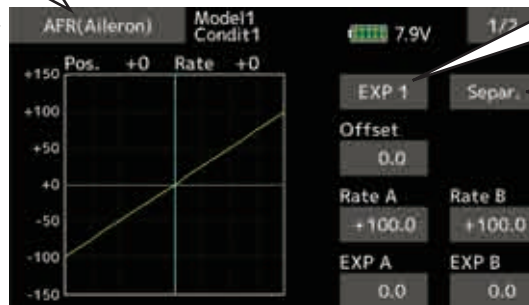 AFR(Aileron) Model1 7.9V 1/2
Condit1
Pos. +0 Rate +0
+150
+100
+50
+0
-50
-100
-150
EXP 1 Separ.
Offset
0.0
Rate A Rate B
+100.0 +100.0
EXP A EXP B
0.0 0.0